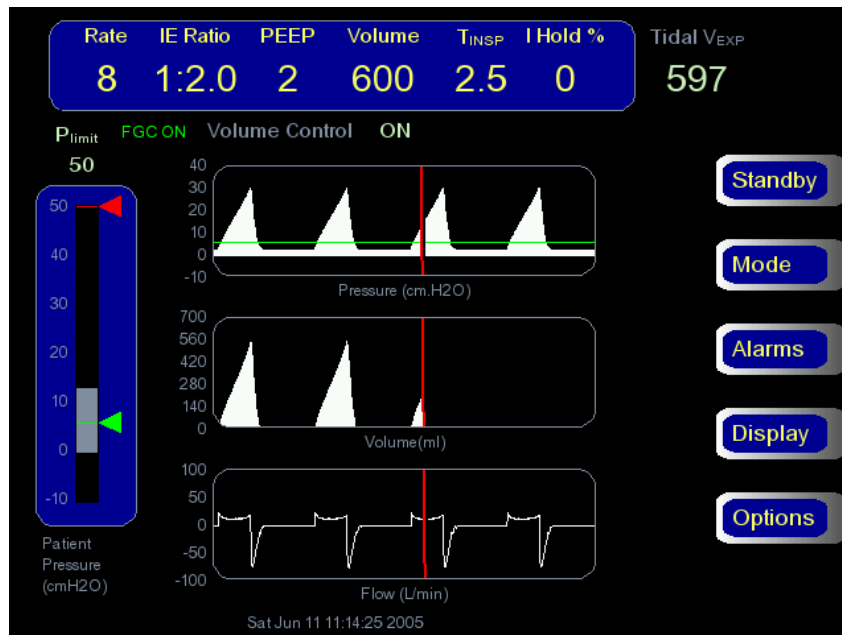 Rate IE Ratio PEEP Volume TINSP I Hold % Tidal VEXP
8 1:2.0 2 600 2.5 0 597
Plimit FGC ON Volume Control ON
50
40
30
20
10
0
-10
Pressure (cm.H2O)
50
40
30
20
10
0
-10
Patient
Pressure
(cmH2O)
700
560
420
280
140
0
Volume(ml)
100
50
0
-50
-100
Flow (L/min)
Sat Jun 11 11:14:25 2005
Standby
Mode
Alarms
Display
Options